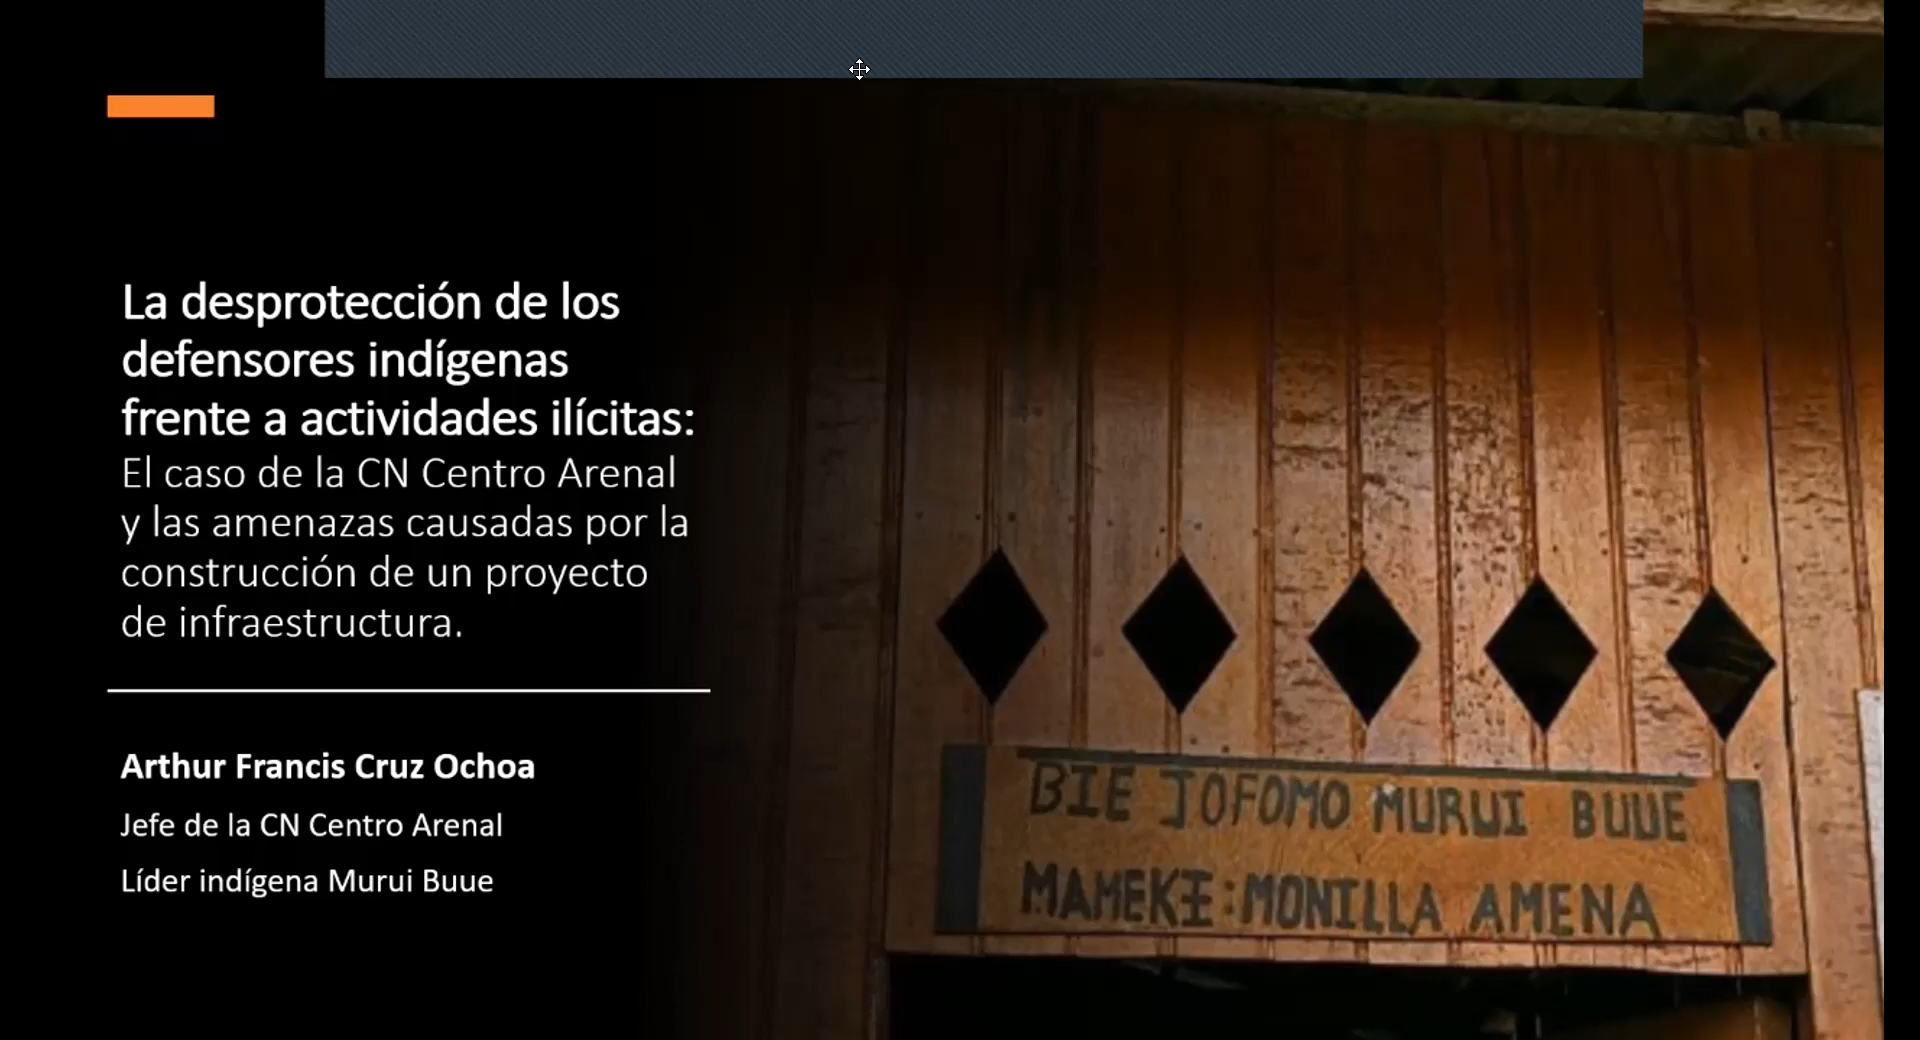 La desprotección de los
defensores indígenas
frente a actividades ilícitas:
El caso de la CN Centro Arenal
y las amenazas causadas por la
construcción de un proyecto
de infraestructura.
Arthur Francis Cruz Ochoa
Jefe de la CN Centro Arenal
Líder indígena Murui Buue
BIE JOFOMO MURUI BUUE
MAMEKɨ:MONILLA AMENA